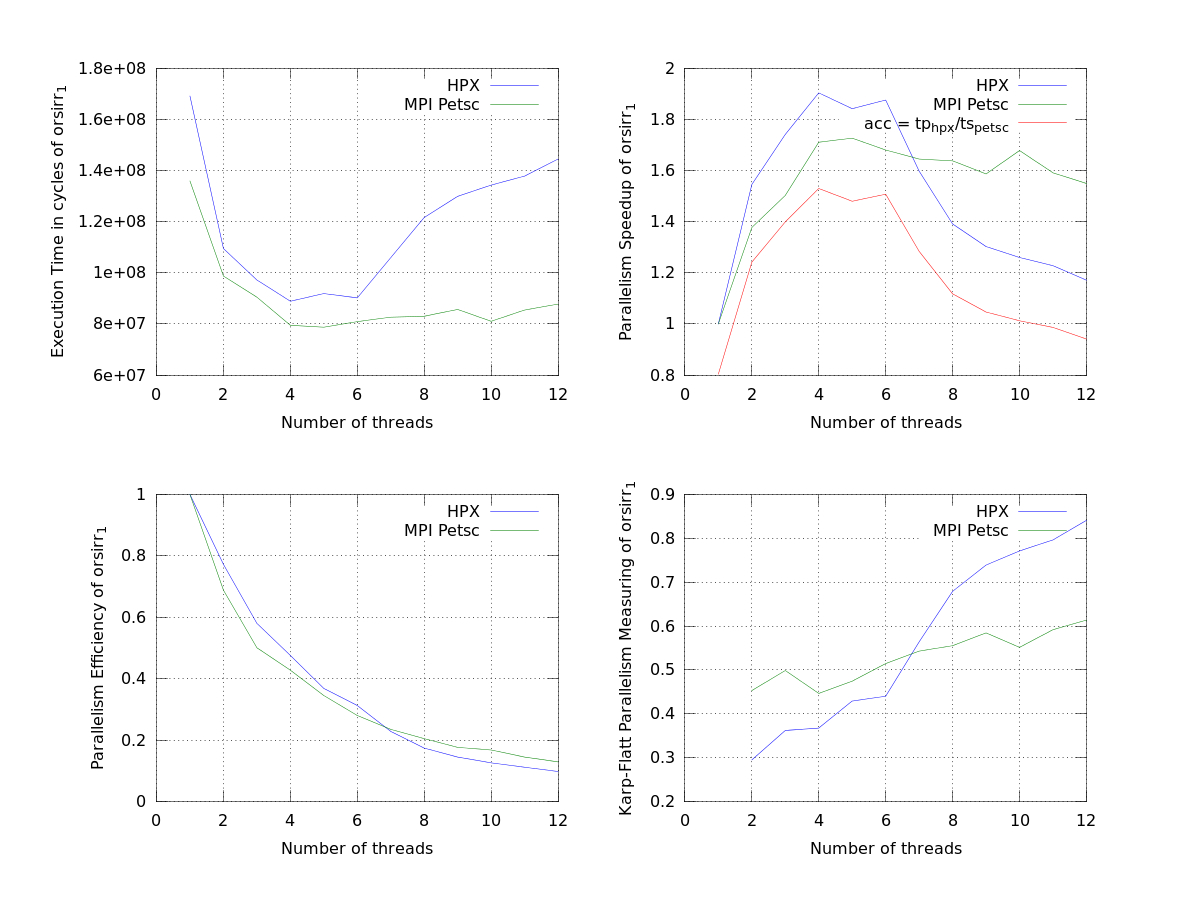 Execution Time in cycles of orsirr1
1.8e+08
1.6e+08
1.4e+08
1.2e+08
1e+08
8e+07
6e+07
0 2 4 6 8 10 12
Number of threads
HPX
MPI Petsc
Parallelism Speedup of orsirr1
2
1.8
1.6
1.4
1.2
1
0.8
0 2 4 6 8 10 12
Number of threads
HPX
MPI Petsc
acc = tphpx/tspetsc
Parallelism Efficiency of orsirr1
1
0.8
0.6
0.4
0.2
0
0 2 4 6 8 10 12
Number of threads
HPX
MPI Petsc
Karp-Flatt Parallelism Measuring of orsirr1
0.9
0.8
0.7
0.6
0.5
0.4
0.3
0.2
0 2 4 6 8 10 12
Number of threads
HPX
MPI Petsc